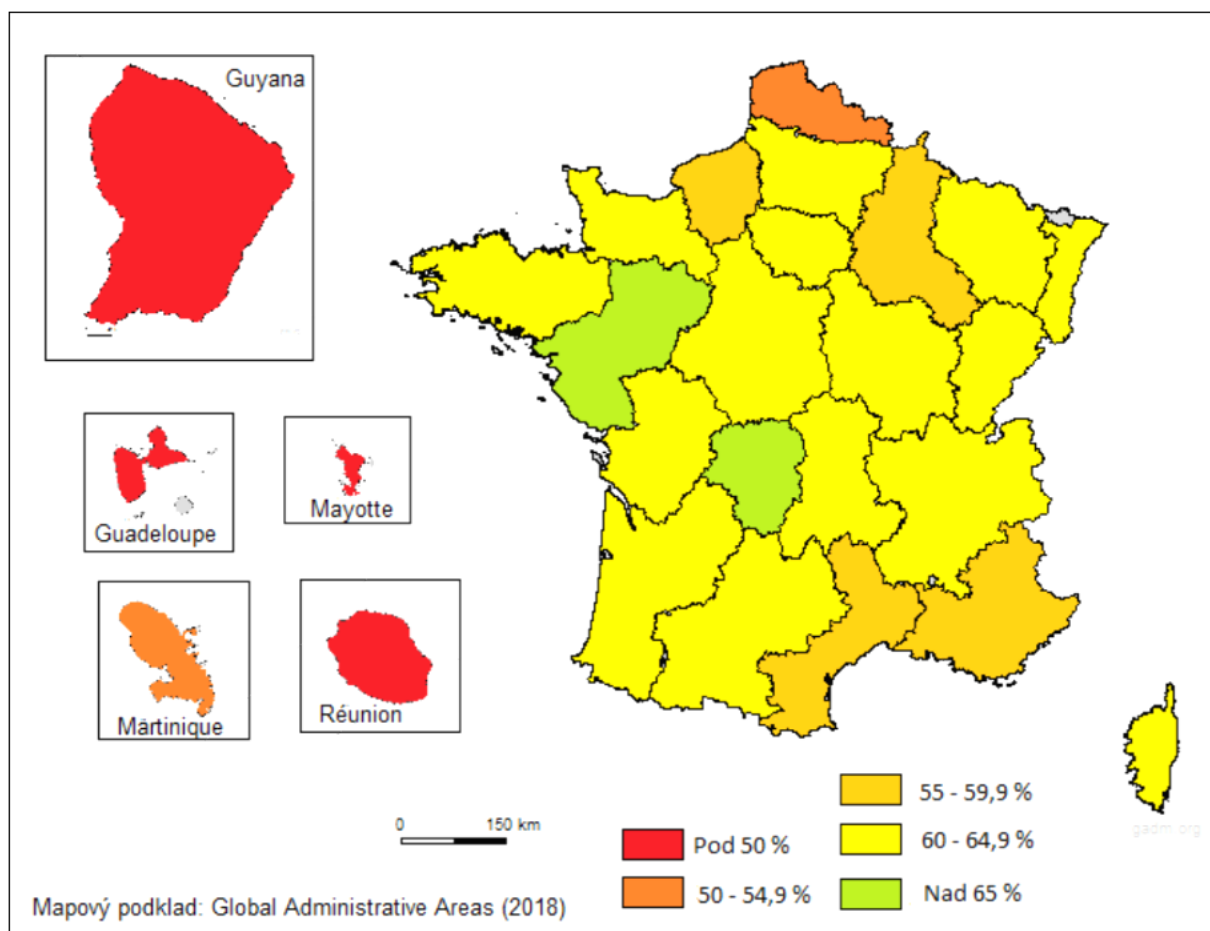 Guyana
Guadeloupe
Mayotte
Martinique
Réunion
0 150 km
Pod 50 %
50 - 54,9 %
55 - 59,9 %
60 - 64,9 %
Nad 65 %
gadm.org
Mapový podklad: Global Administrative Areas (2018)